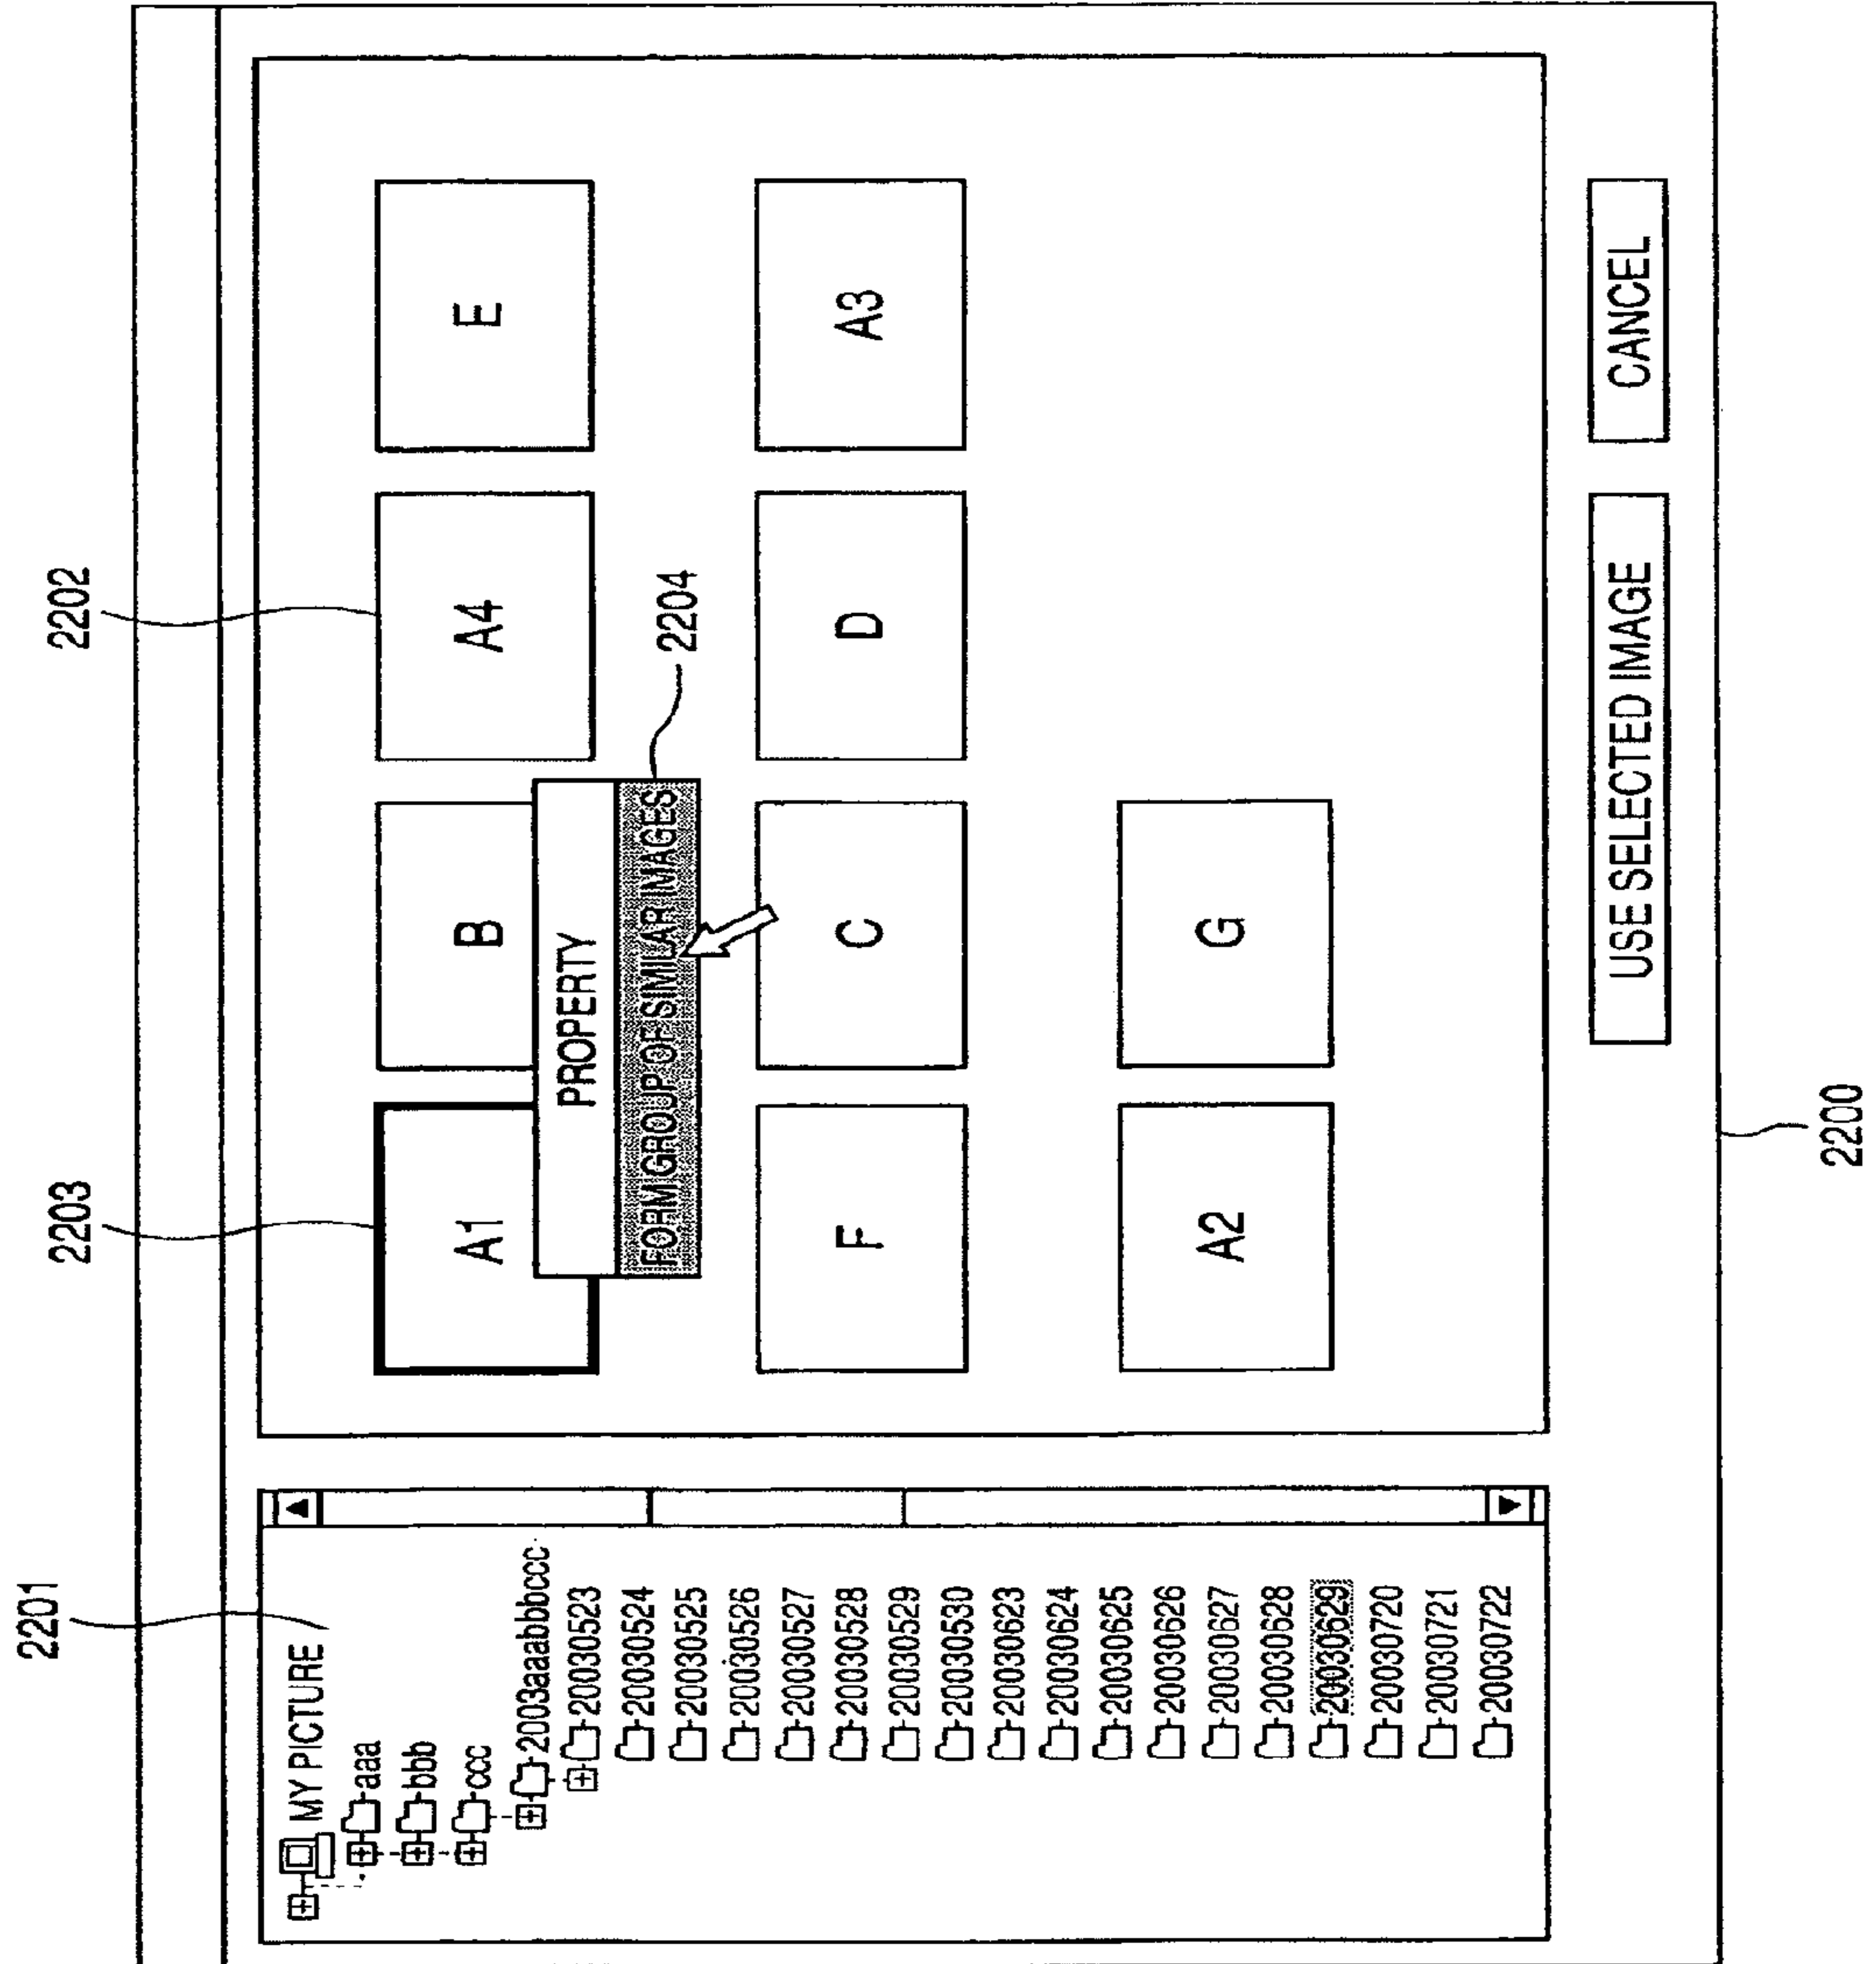 2201
2203
2202
MY PICTURE
aaa
bbb
ccc
2003aaabbbccc
20030523
20030524
20030525
20030526
20030527
20030528
20030529
20030530
20030623
20030624
20030625
20030626
20030627
20030628
20030629
20030720
20030721
20030722
A1
B
A4
E
PROPERTY
FORM GROUP OF SIMILAR IMAGES
2204
F
C
D
A3
A2
G
USE SELECTED IMAGE
CANCEL
2200